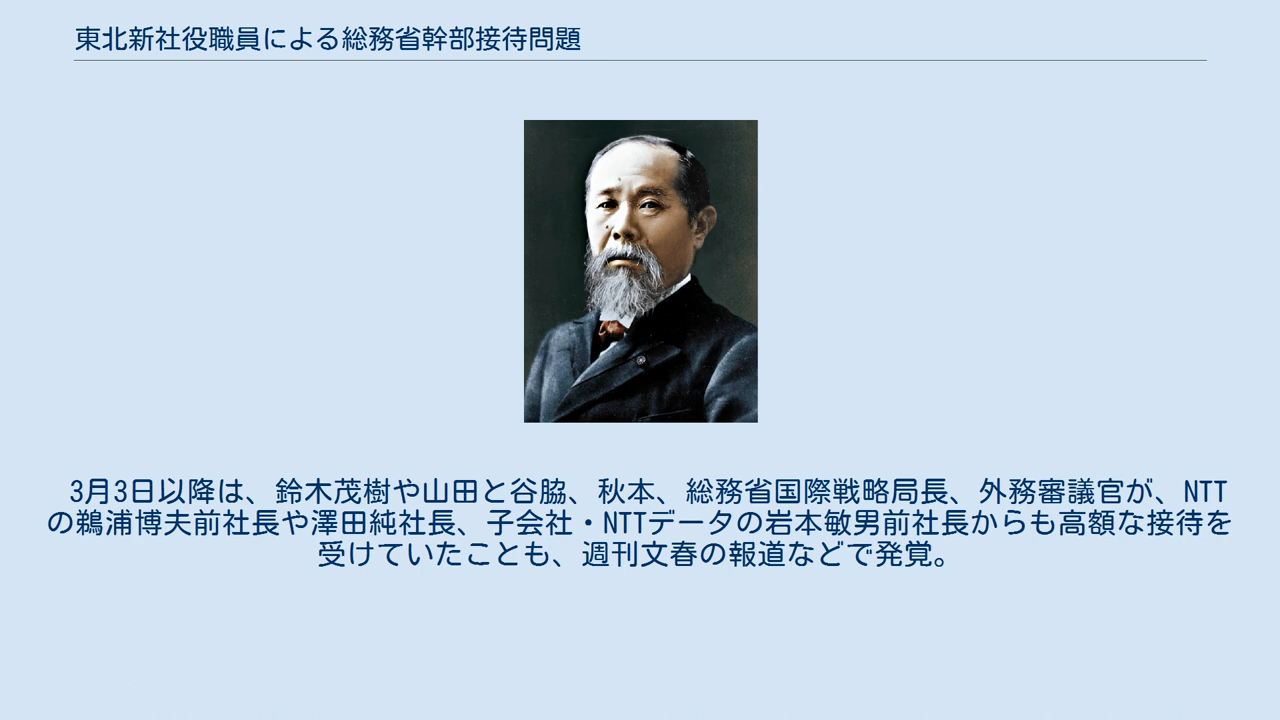 東北新社役職員による総務省幹部接待問題
3月3日以降は、鈴木茂樹や山田と谷脇、秋本、総務省国際戦略局長、外務審議官が、NTT
の鵜浦博夫前社長や澤田純社長、子会社・NTTデータの岩本敏男前社長からも高額な接待を
受けていたことも、週刊文春の報道などで発覚。